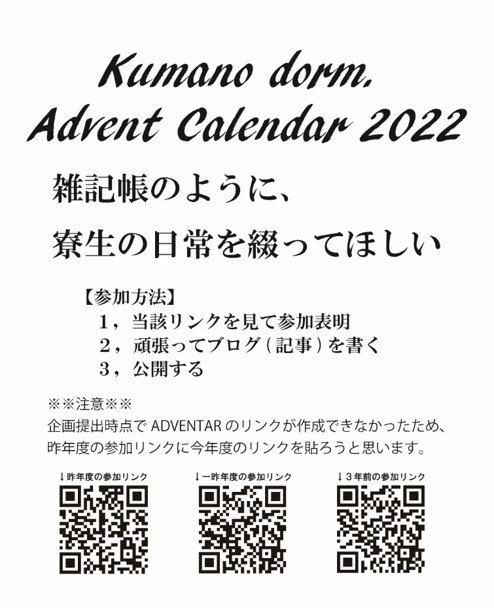 Kumano dorm.
Advent Calendar 2022
雑記帳のように、
寮生の日常を綴ってほしい
【参加方法】
１，当該リンクを見て参加表明
２，頑張ってブログ(記事)を書く
３，公開する
※※注意※※
企画提出時点で ADVENTAR のリンクが作成できなかったため、
昨年度の参加リンクに今年度のリンクを貼ろうと思います。
↓昨年度の参加リンク ↓一昨年度の参加リンク ↓３年前の参加リンク